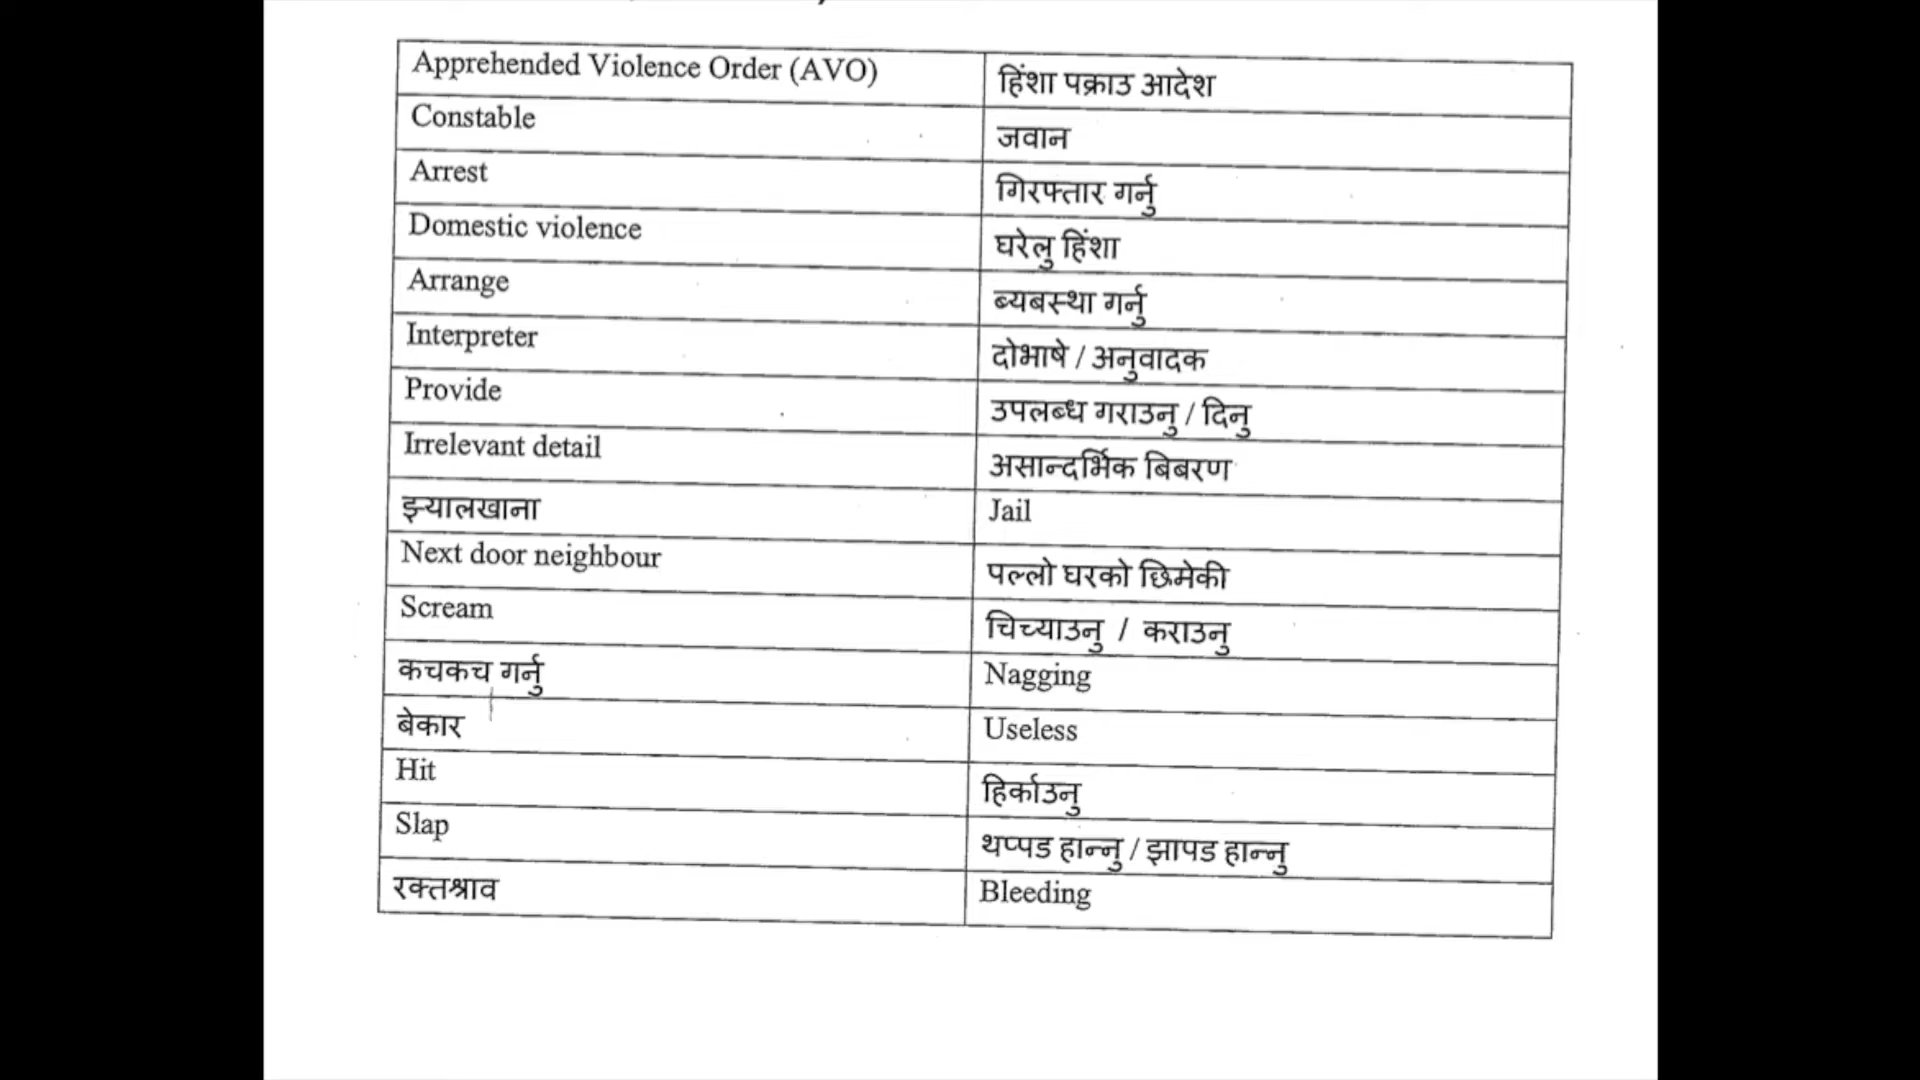 Apprehended Violence Order (AVO) हिंशा पक्राउ आदेश
Constable जवान
Arrest गिरफ्तार गर्नु
Domestic violence घरेलु हिंशा
Arrange ब्यबस्था गर्नु
Interpreter दोभाषे / अनुवादक
Provide उपलब्ध गराउनु / दिनु
Irrelevant detail असान्दर्भिक बिबरण
झ्यालखाना Jail
Next door neighbour पल्लो घरको छिमेकी
Scream चिच्याउनु / कराउनु
कचकच गर्नु Nagging
बेकार Useless
Hit हिर्काउनु
Slap थप्पड हान्नु / झापड हान्नु
रक्तश्राव Bleeding